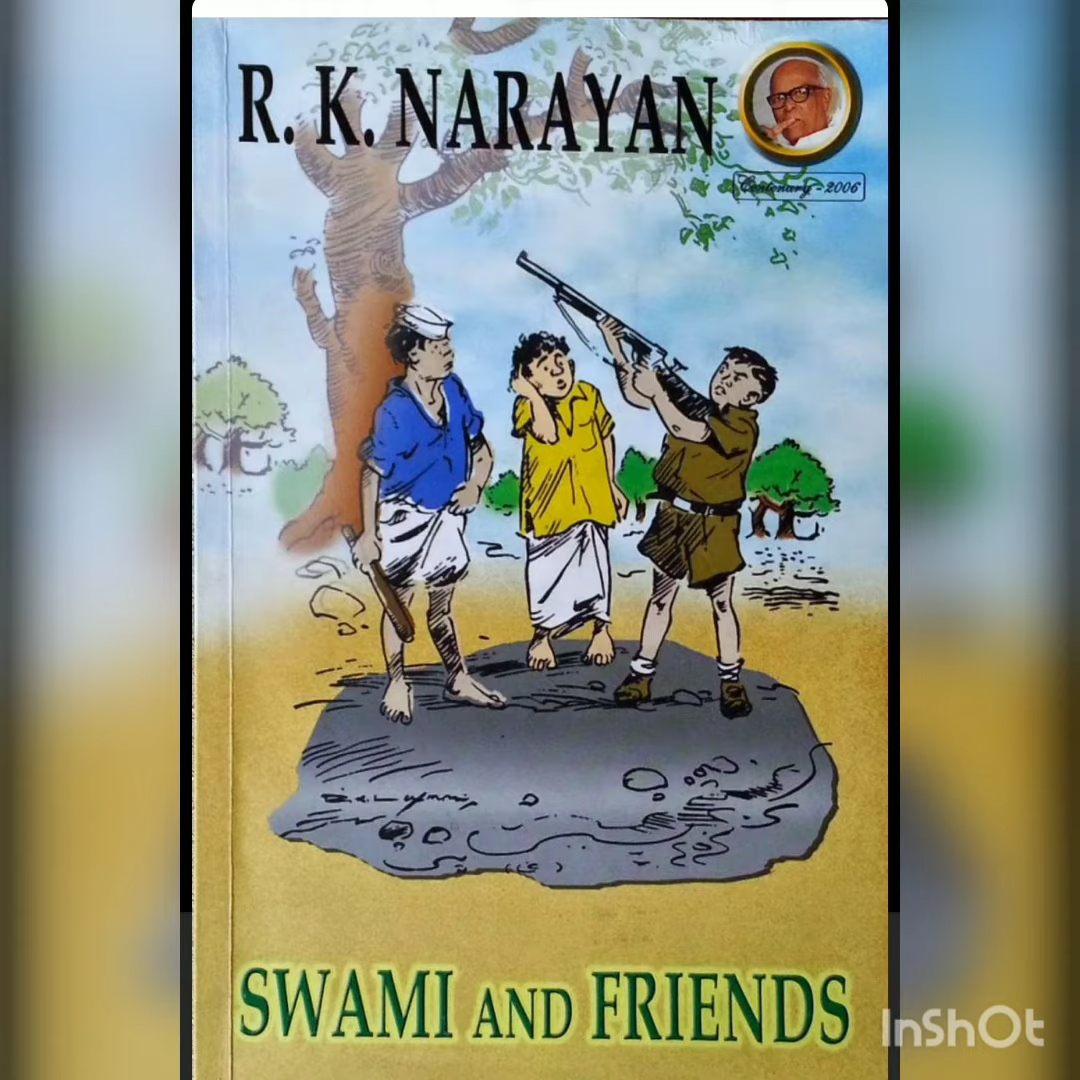 R. K. NARAYAN
Centenary - 2006
SWAMI AND FRIENDS
InShOt